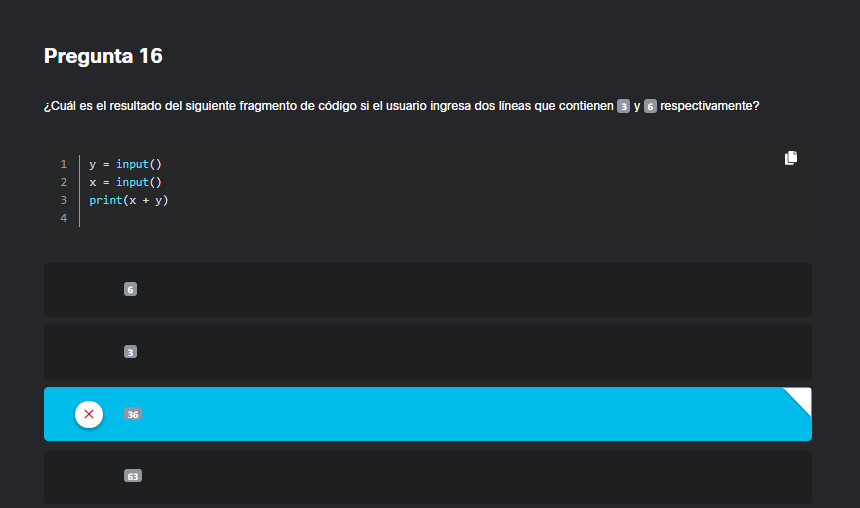 Pregunta 16
¿Cuál es el resultado del siguiente fragmento de código si el usuario ingresa dos líneas que contienen 3 y 6 respectivamente?
1 y = input()
2 x = input()
3 print(x + y)
4
6
3
36
63